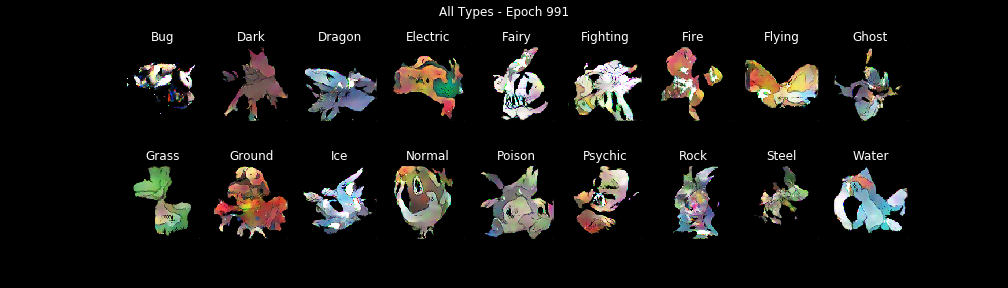 All Types - Epoch 991
Bug Dark Dragon Electric Fairy Fighting Fire Flying Ghost
Grass Ground Ice Normal Poison Psychic Rock Steel Water